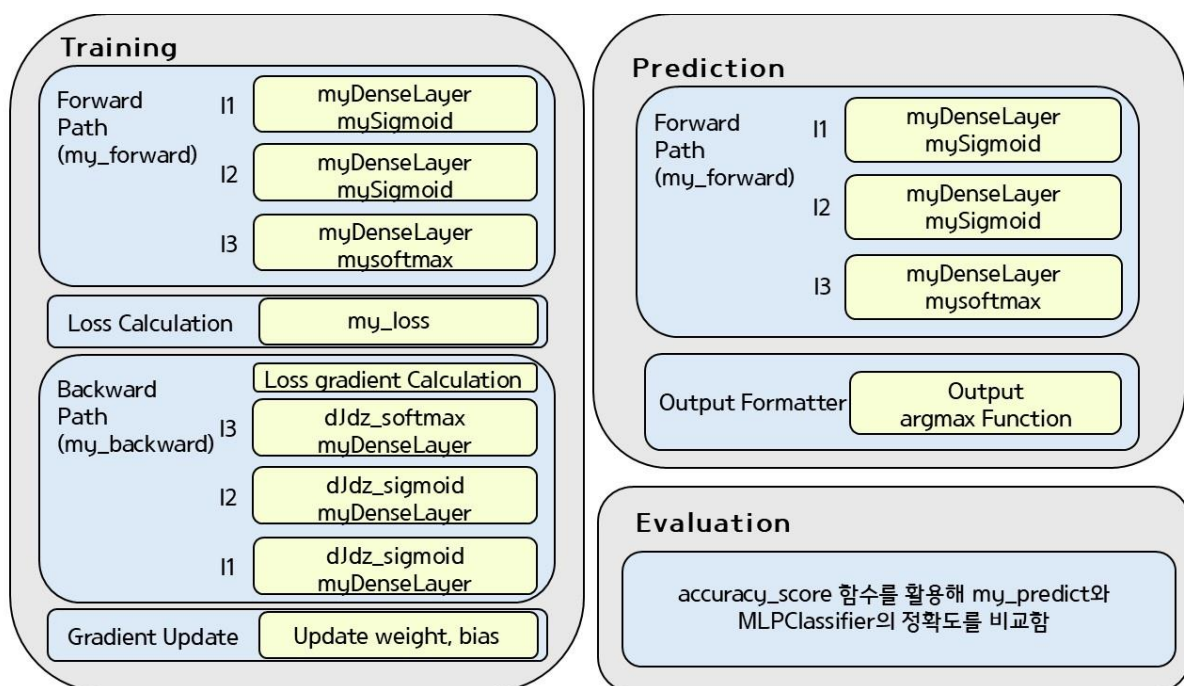 Training
Forward
Path
(my_forward)
l1
myDenseLayer
mySigmoid
l2
myDenseLayer
mySigmoid
l3
myDenseLayer
mysoftmax
Loss Calculation
my_loss
Backward
Path
(my_backward)
Loss gradient Calculation
l3
dJdz_softmax
myDenseLayer
l2
dJdz_sigmoid
myDenseLayer
l1
dJdz_sigmoid
myDenseLayer
Gradient Update
Update weight, bias
Prediction
Forward
Path
(my_forward)
l1
myDenseLayer
mySigmoid
l2
myDenseLayer
mySigmoid
l3
myDenseLayer
mysoftmax
Output Formatter
Output
argmax Function
Evaluation
accuracy_score 함수를 활용해 my_predict와
MLPClassifier의 정확도를 비교함